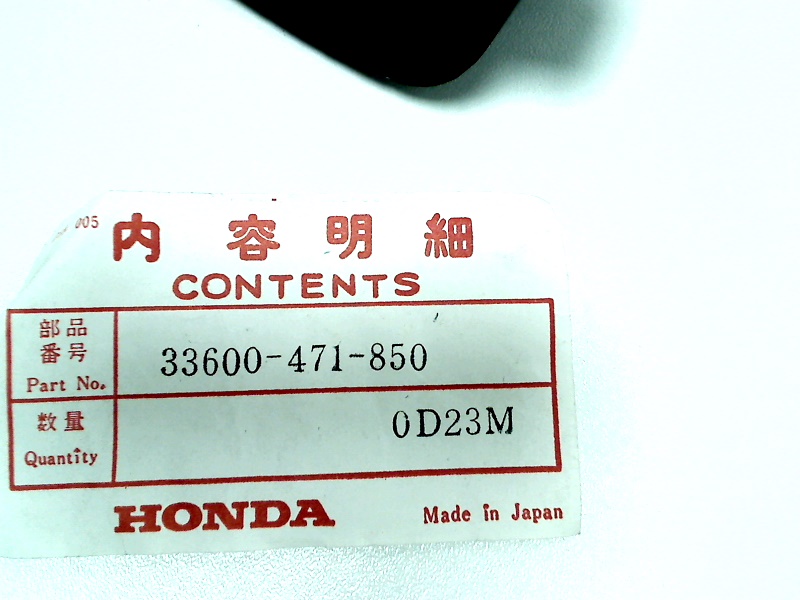 005
内容明細
CONTENTS
部品
番号
Part No.
33600-471-850
数量
Quantity
0D23M
HONDA
Made in Japan